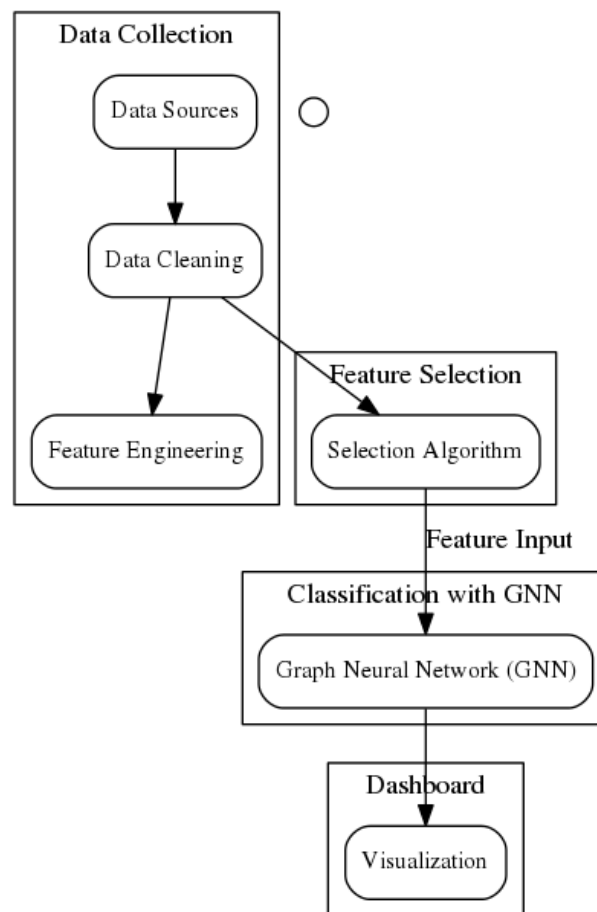 Data Collection
Data Sources
Data Cleaning
Feature Selection
Feature Engineering
Selection Algorithm
Feature Input
Classification with GNN
Graph Neural Network (GNN)
Dashboard
Visualization